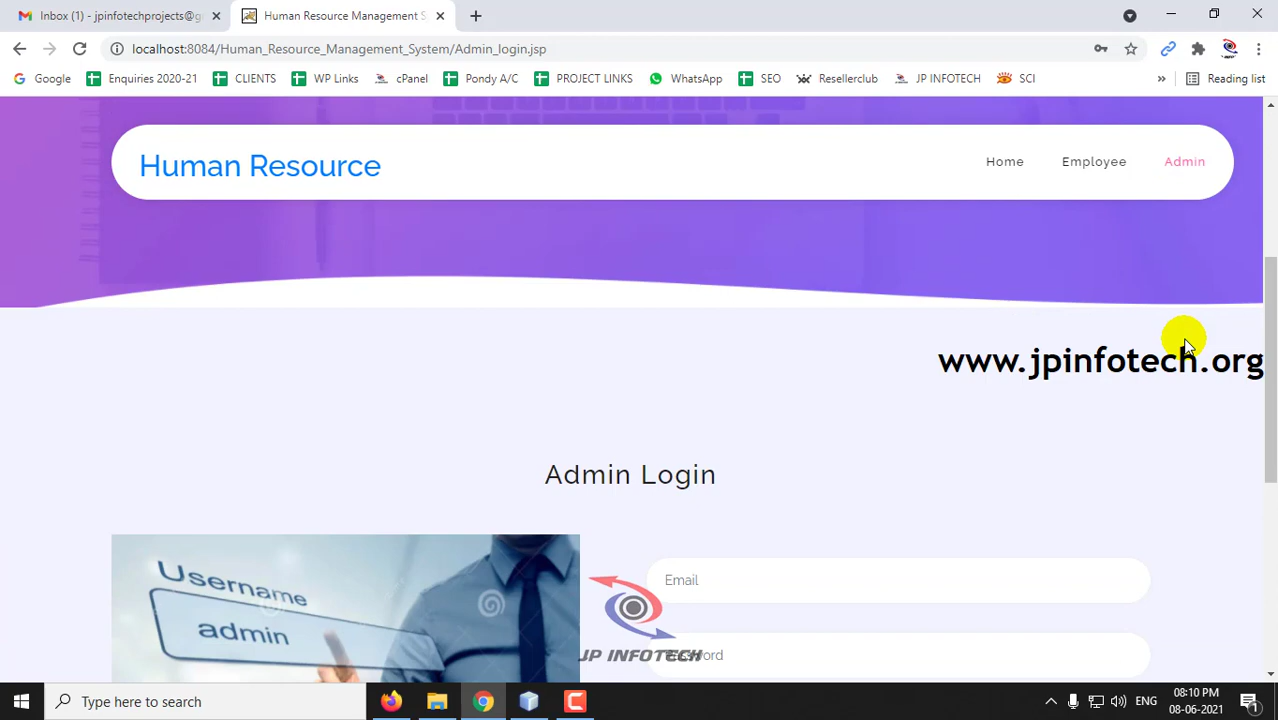 Inbox (1) - jpinfotechprojects@g
Human Resource Management S
localhost:8084/Human_Resource_Management_System/Admin_login.jsp
Google Enquiries 2020-21 CLIENTS WP Links cPanel Pondy A/C PROJECT LINKS WhatsApp SEO Resellerclub JP INFOTECH SCI » Reading list
Human Resource
Home Employee Admin
www.jpinfotech.org
Admin Login
Username
admin
Email
Password
JP INFOTECH
Type here to search
ENG
08:10 PM
08-06-2021
1